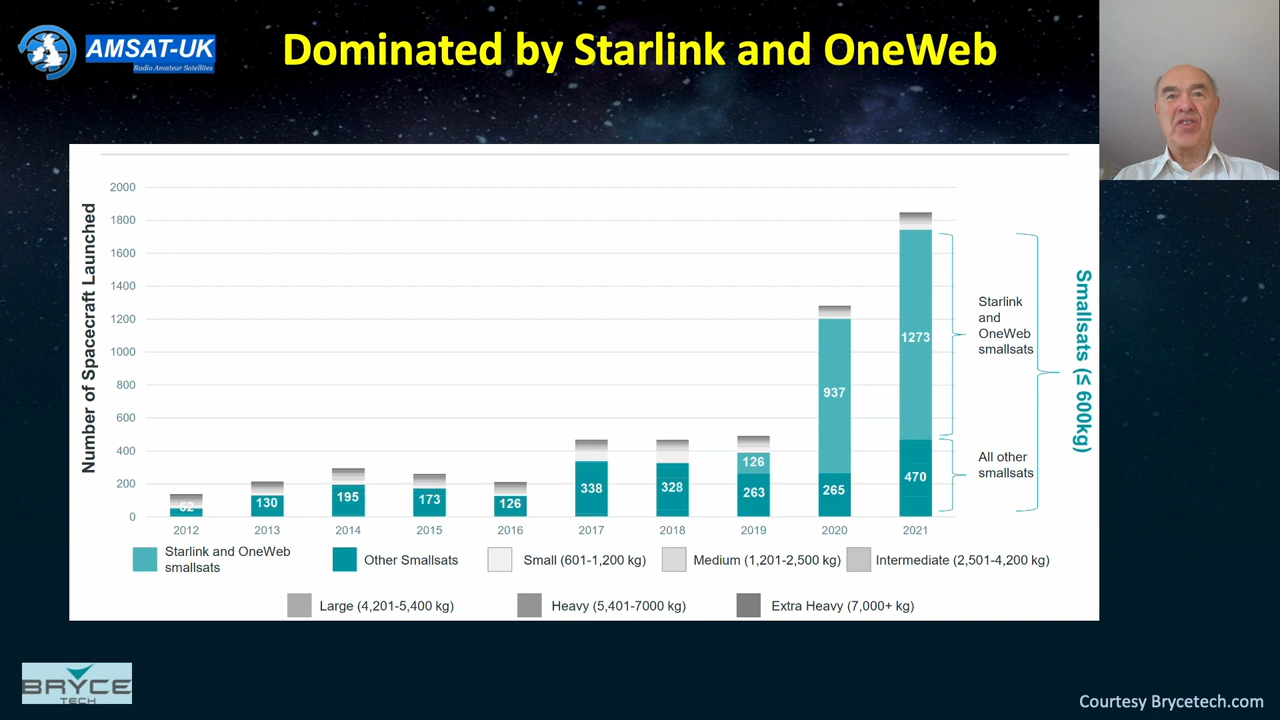 AMSAT-UK
Radio Amateur Satellites
Dominated by Starlink and OneWeb
Number of Spacecraft Launched
2000
1800
1600
1400
1200
1000
800
600
400
200
0
52
130
195
173
126
338
328
126
263
937
265
1273
470
2012 2013 2014 2015 2016 2017 2018 2019 2020 2021
Starlink
and
OneWeb
smallsats
All other
smallsats
Smallsats (≤ 600kg)
Starlink and OneWeb
smallsats
Other Smallsats
Small (601-1,200 kg)
Medium (1,201-2,500 kg)
Intermediate (2,501-4,200 kg)
Large (4,201-5,400 kg)
Heavy (5,401-7000 kg)
Extra Heavy (7,000+ kg)
BRYCE
TECH
Courtesy Brycetech.com